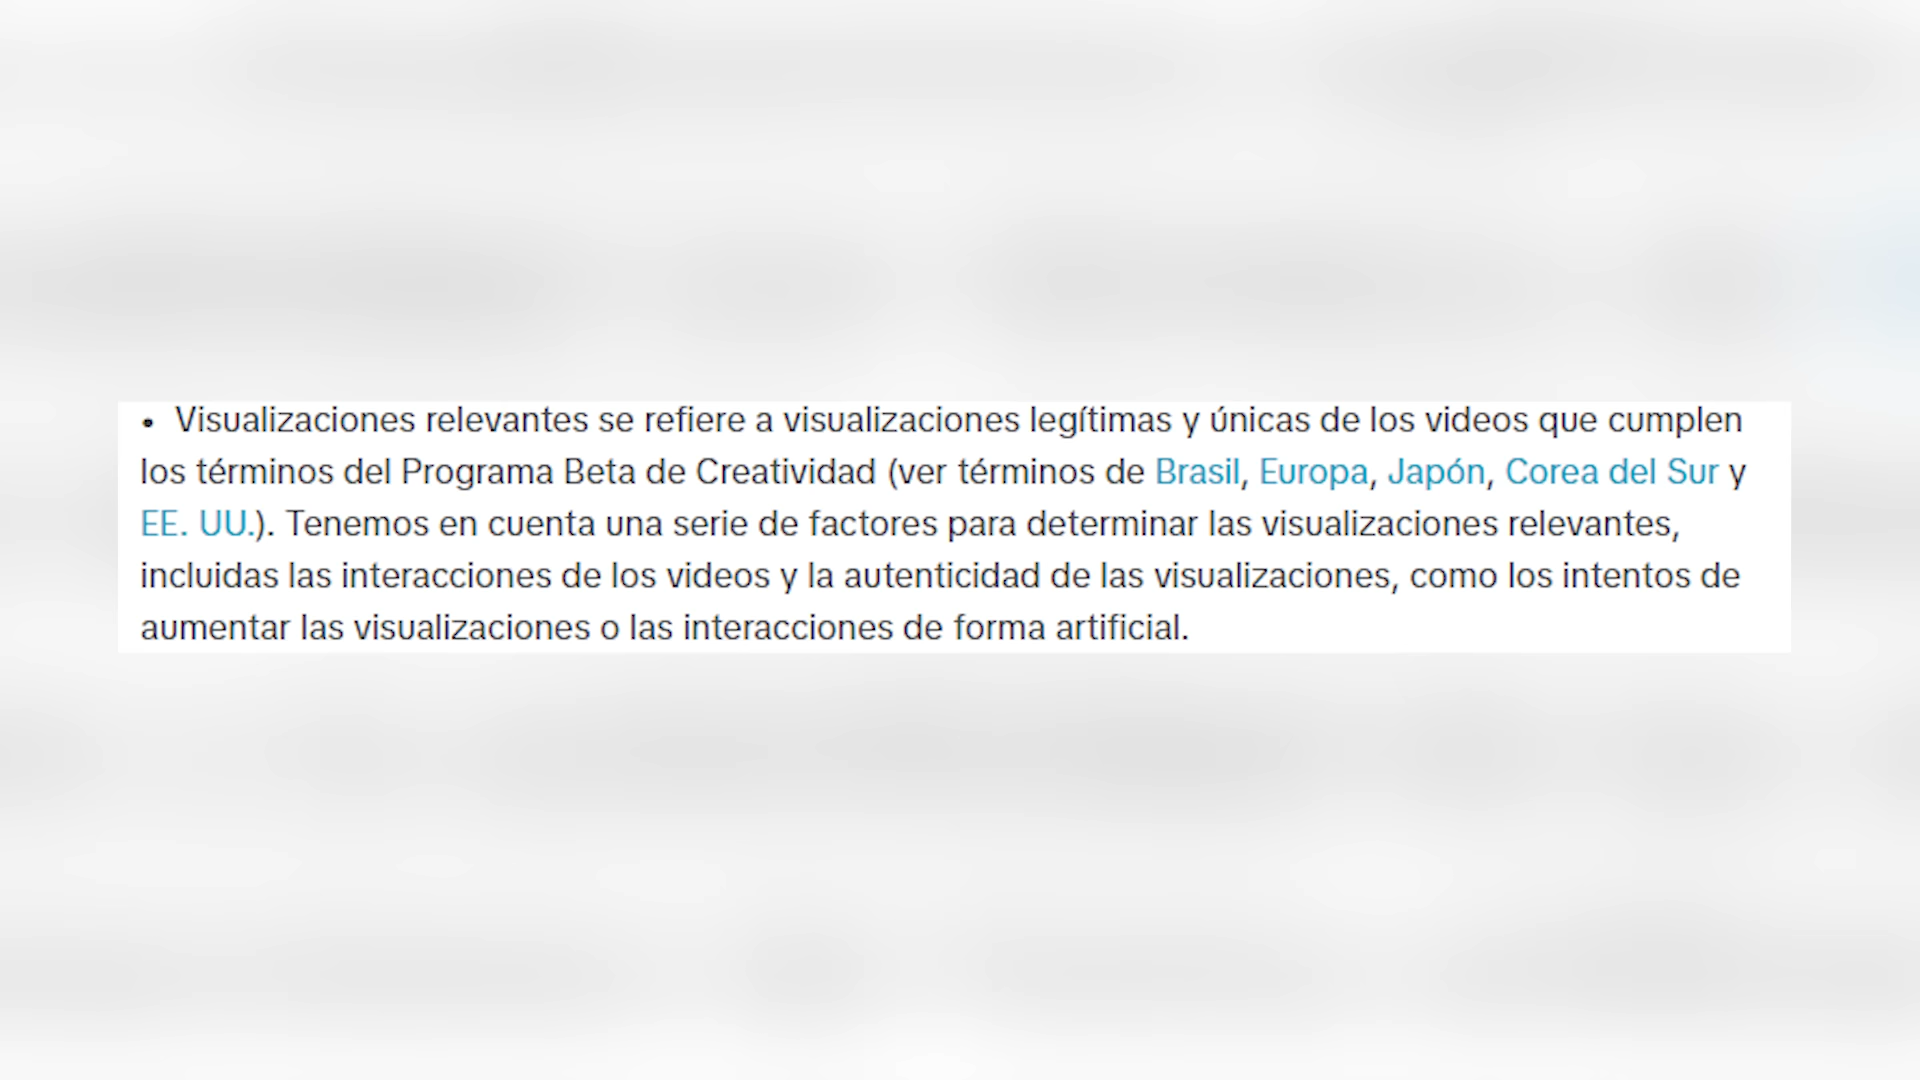 • Visualizaciones relevantes se refiere a visualizaciones legítimas y únicas de los videos que cumplen
los términos del Programa Beta de Creatividad (ver términos de Brasil, Europa, Japón, Corea del Sur y
EE. UU.). Tenemos en cuenta una serie de factores para determinar las visualizaciones relevantes,
incluidas las interacciones de los videos y la autenticidad de las visualizaciones, como los intentos de
aumentar las visualizaciones o las interacciones de forma artificial.